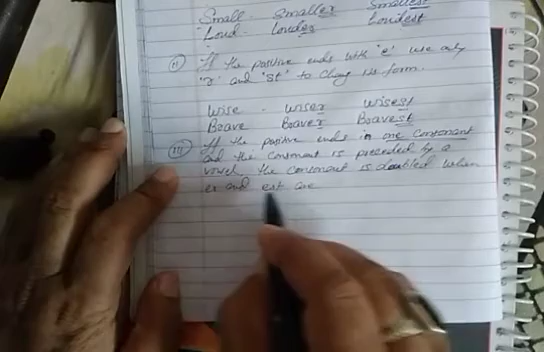 Small - Smaller Smallest
Loud - Louder Loudest
(ii) If the positive ends with 'e' use only
'r' and 'st' to its form.
Wise - wiser wisest
Brave Braver Bravest
(iii) If the positive ends in one consonant
and the consonant is preceded by a
vowel the consonant is doubled when
er and est are